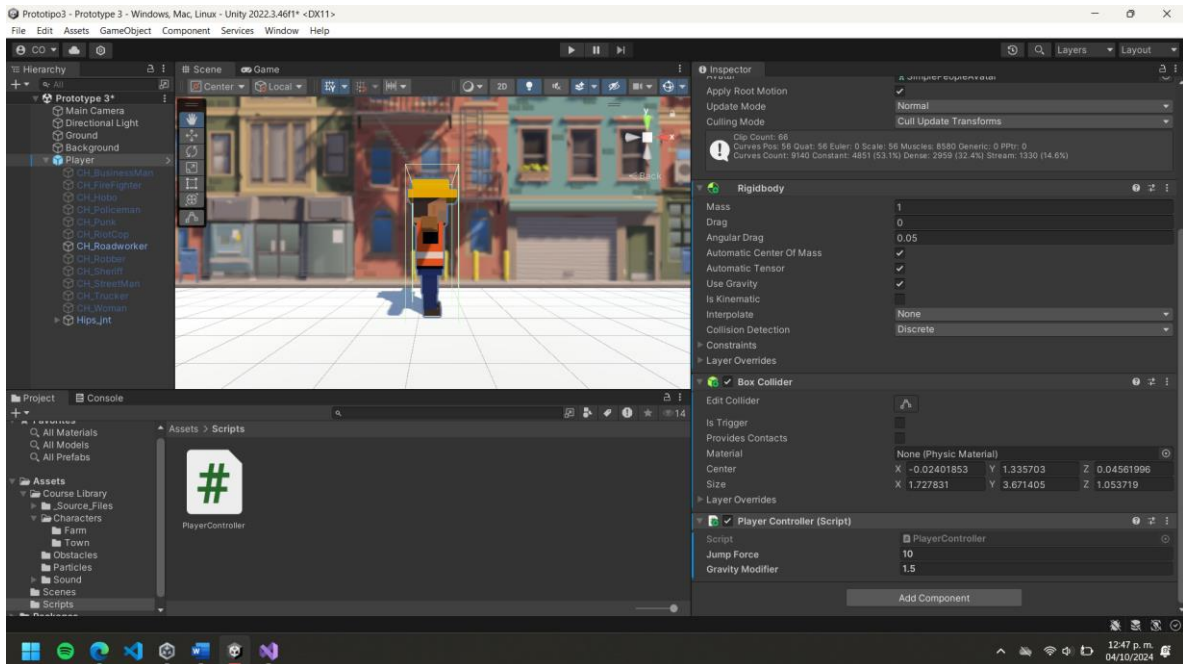 Prototipo3 - Prototype 3 - Windows, Mac, Linux - Unity 2022.3.46f1* <DX11>
File Edit Assets GameObject Component Services Window Help
CO
Layers Layout
Hierarchy
All
Prototype 3*
Main Camera
Directional Light
Ground
Background
Player
CH_BusinessMan
CH_FireFighter
CH_Hobo
CH_Policeman
CH_Punk
CH_RiotCop
CH_Roadworker
CH_Robber
CH_Sheriff
CH_StreetMan
CH_Trucker
CH_Woman
Hips_jnt
Scene Game
Center Local 2D
Y
X
< Back
Inspector
Avatar SimplePeopleAvatar
Apply Root Motion
Update Mode Normal
Culling Mode Cull Update Transforms
Clip Count: 66
Curves Pos: 56 Quat: 56 Euler: 0 Scale: 56 Muscles: 8580 Generic: 0 PPtr: 0
Curves Count: 9140 Constant: 4851 (53.1%) Dense: 2959 (32.4%) Stream: 1330 (14.6%)
Rigidbody
Mass 1
Drag 0
Angular Drag 0.05
Automatic Center Of Mass
Automatic Tensor
Use Gravity
Is Kinematic
Interpolate None
Collision Detection Discrete
Constraints
Layer Overrides
Box Collider
Edit Collider
Is Trigger
Provides Contacts
Material None (Physic Material)
Center X -0.02401853 Y 1.335703 Z 0.04561996
Size X 1.727831 Y 3.671405 Z 1.053719
Layer Overrides
Player Controller (Script)
Script PlayerController
Jump Force 10
Gravity Modifier 1.5
Add Component
Project Console
14
Favorites
All Materials
All Models
All Prefabs
Assets
Course Library
_Source_Files
Characters
Farm
Town
Obstacles
Particles
Sound
Scenes
Scripts
Packages
Assets > Scripts
#
PlayerController
12:47 p. m.
04/10/2024